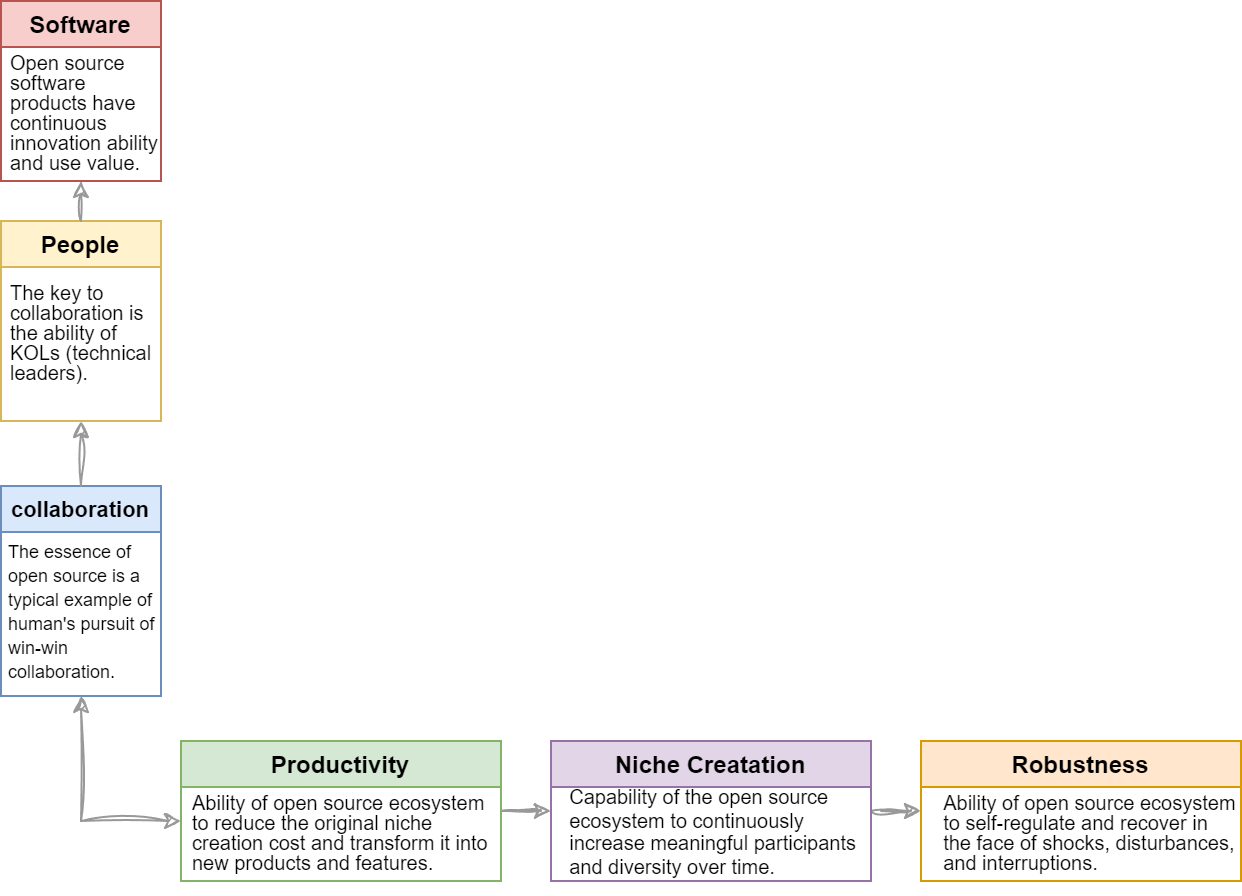 Software
Open source
software
products have
continuous
innovation ability
and use value.
People
The key to
collaboration is
the ability of
KOLs (technical
leaders).
collaboration
The essence of
open source is a
typical example of
human's pursuit of
win-win
collaboration.
Productivity
Ability of open source ecosystem
to reduce the original niche
creation cost and transform it into
new products and features.
Niche Creatation
Capability of the open source
ecosystem to continuously
increase meaningful participants
and diversity over time.
Robustness
Ability of open source ecosystem
to self-regulate and recover in
the face of shocks, disturbances,
and interruptions.